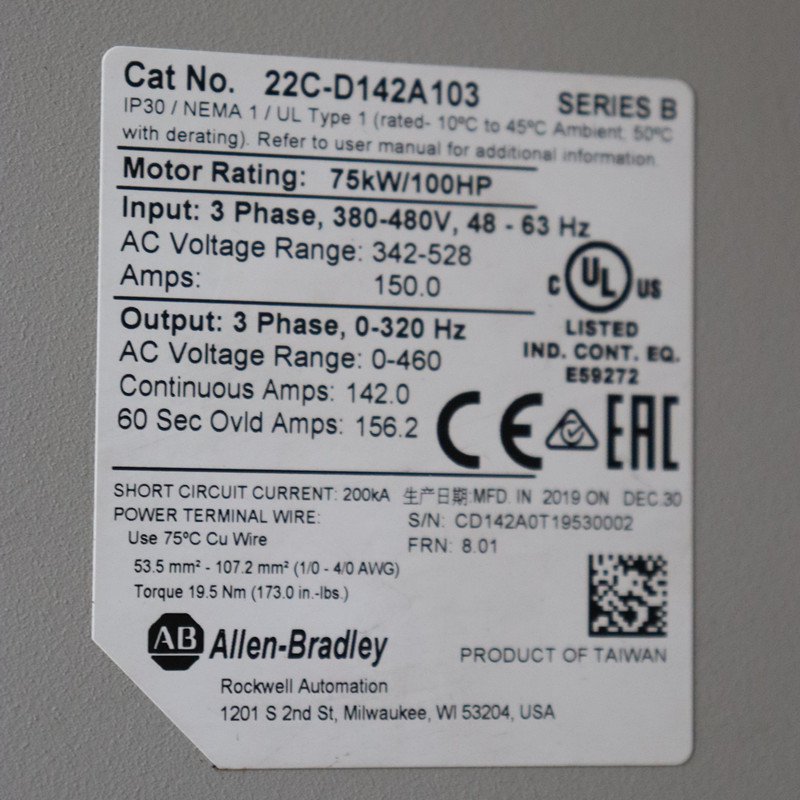 Cat No. 22C-D142A103 SERIES B
IP30 / NEMA 1 / UL Type 1 (rated- 10ºC to 45ºC Ambient, 50ºC
with derating). Refer to user manual for additional information.
Motor Rating: 75kW/100HP
Input: 3 Phase, 380-480V, 48 - 63 Hz
AC Voltage Range: 342-528
Amps: 150.0
C UL US
LISTED
IND. CONT. EQ.
E59272
Output: 3 Phase, 0-320 Hz
AC Voltage Range: 0-460
Continuous Amps: 142.0
60 Sec Ovld Amps: 156.2
CE EAC
SHORT CIRCUIT CURRENT: 200kA 生产日期:MFD. IN 2019 ON DEC.30
POWER TERMINAL WIRE: S/N: CD142A0T19530002
Use 75ºC Cu Wire FRN: 8.01
53.5 mm² - 107.2 mm² (1/0 - 4/0 AWG)
Torque 19.5 Nm (173.0 in.-lbs.)
AB Allen-Bradley
PRODUCT OF TAIWAN
Rockwell Automation
1201 S 2nd St, Milwaukee, WI 53204, USA